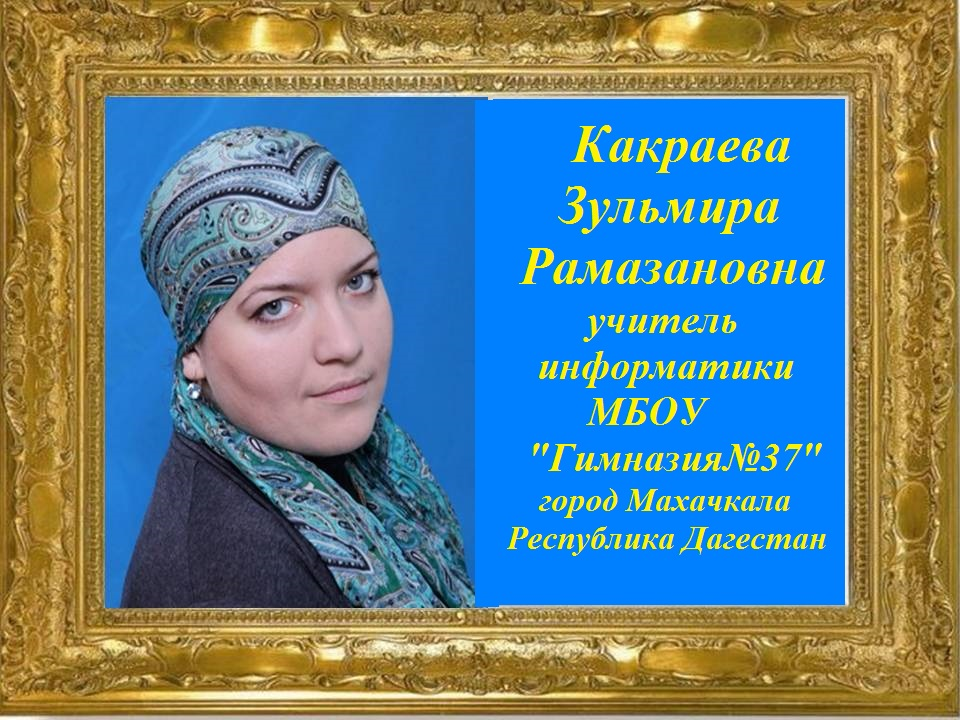 Какраева
Зульмира
Рамазановна
учитель
информатики
МБОУ
"Гимназия№37"
город Махачкала
Республика Дагестан